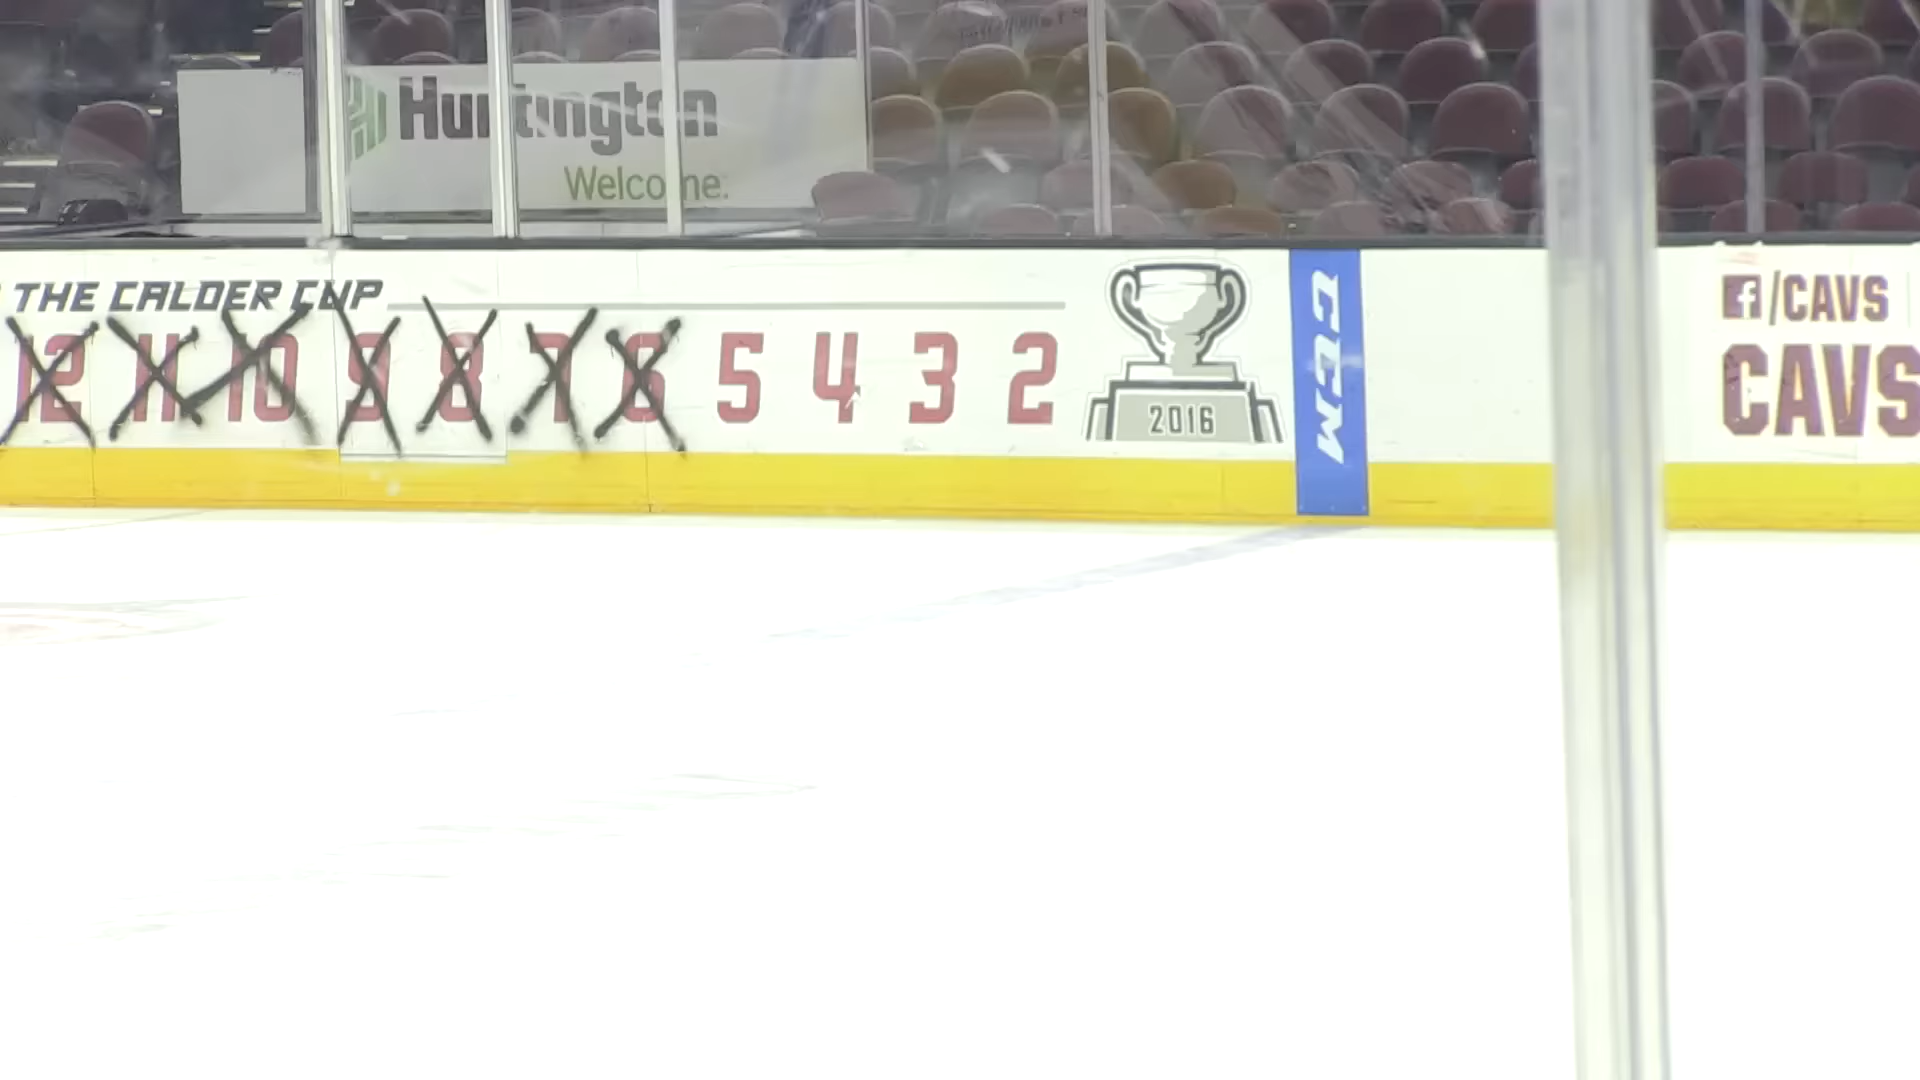 Huntington
Welcome.
THE CALDER CUP
12 11 10 9 8 7 6 5 4 3 2
2016
CCM
/CAVS
CAVS